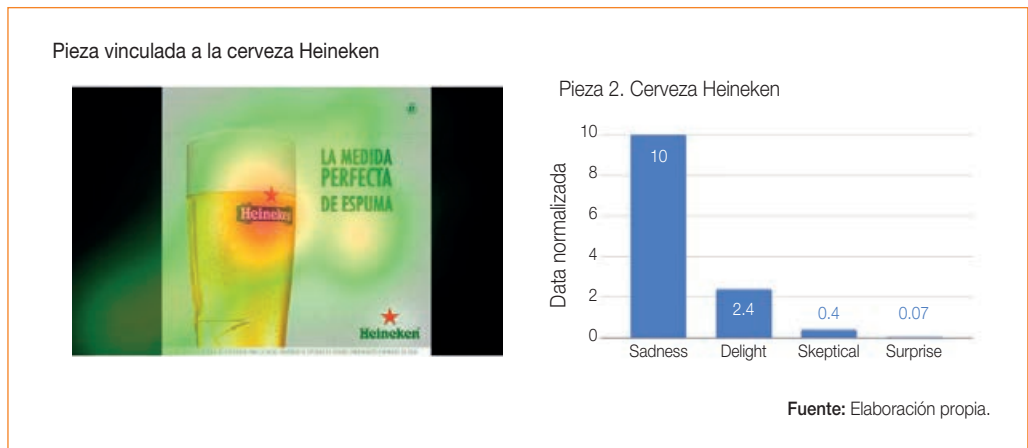 Pieza vinculada a la cerveza Heineken
LA MEDIDA
PERFECTA
DE ESPUMA
Heineken
Heineken
Pieza 2. Cerveza Heineken
Data normalizada
10
8
6
4
2
0
10
2.4
0.4
0.07
Sadness Delight Skeptical Surprise
Fuente: Elaboración propia.